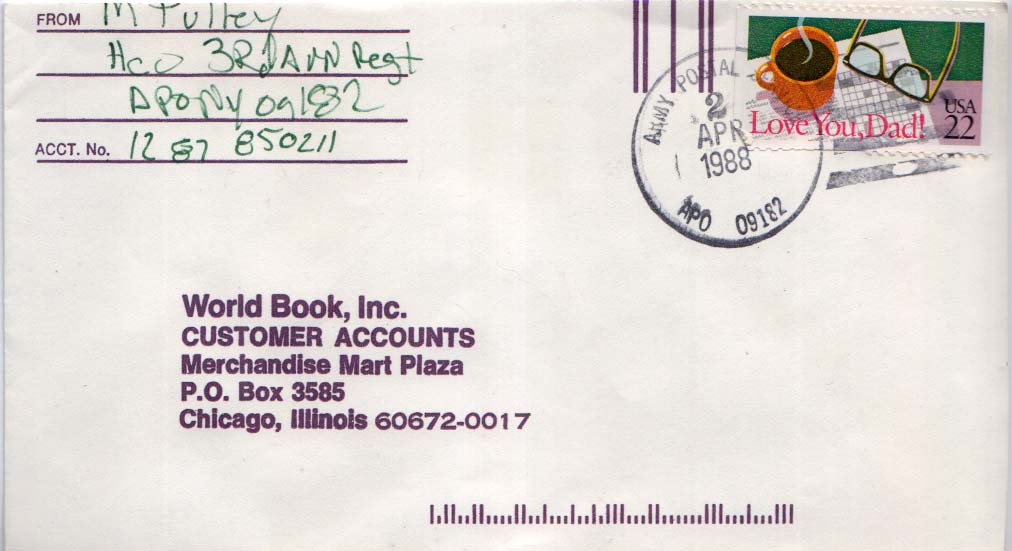 FROM M
Hco 3Rd AVN Regt
APO Ny 09182
ACCT. No. 12 57 850211
ARMY POSTAL
2
APR
1988
APO 09182
Love You, Dad!
USA
22
World Book, Inc.
CUSTOMER ACCOUNTS
Merchandise Mart Plaza
P.O. Box 3585
Chicago, Illinois 60672-0017